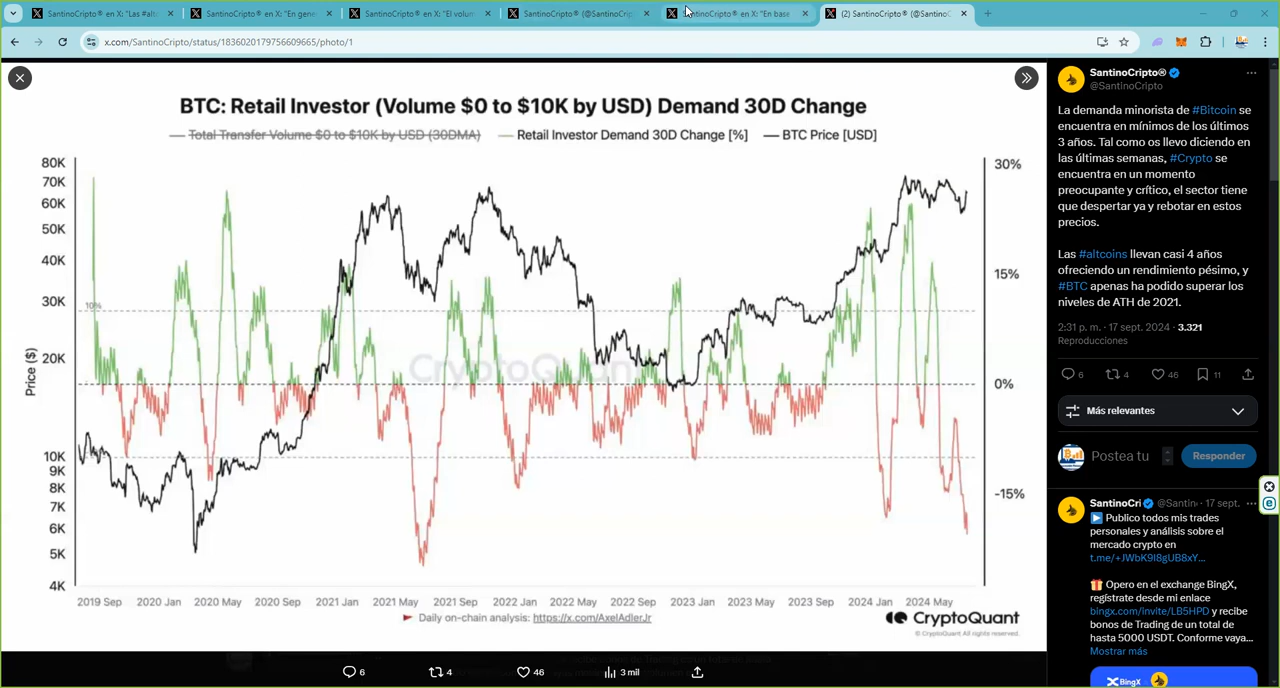 SantinoCripto® en X: "Las #alt
SantinoCripto® en X: "En gene
SantinoCripto® en X: "El volum
SantinoCripto® (@SantinoCript
SantinoCripto® en X: "En base
(2) SantinoCripto® (@SantinoC
x.com/SantinoCripto/status/1836020179756609665/photo/1
BTC: Retail Investor (Volume $0 to $10K by USD) Demand 30D Change
Total Transfer Volume $0 to $10K by USD (30DMA)
Retail Investor Demand 30D Change [%]
BTC Price [USD]
Price ($)
80K
70K
60K
50K
40K
30K
20K
10K
9K
8K
7K
6K
5K
4K
30%
15%
0%
-15%
10%
CryptoQuant
2019 Sep 2020 Jan 2020 May 2020 Sep 2021 Jan 2021 May 2021 Sep 2022 Jan 2022 May 2022 Sep 2023 Jan 2023 May 2023 Sep 2024 Jan 2024 May
Daily on-chain analysis: https://x.com/AxelAdlerJr
CryptoQuant
© CryptoQuant All rights reserved.
6
4
46
3 mil
SantinoCripto®
@SantinoCripto
La demanda minorista de #Bitcoin se
encuentra en mínimos de los últimos
3 años. Tal como os llevo diciendo en
las últimas semanas, #Crypto se
encuentra en un momento
preocupante y crítico, el sector tiene
que despertar ya y rebotar en estos
precios.
Las #altcoins llevan casi 4 años
ofreciendo un rendimiento pésimo, y
#BTC apenas ha podido superar los
niveles de ATH de 2021.
2:31 p. m. · 17 sept. 2024 · 3.321
Reproducciones
6
4
46
11
Más relevantes
Postea tu
Responder
SantinoCri @Santin · 17 sept.
Publico todos mis trades
personales y análisis sobre el
mercado crypto en
t.me/+JWbK9I8gUB8xY...
Opero en el exchange BingX,
regístrate desde mi enlace
bingx.com/invite/LB5HPD y recibe
bonos de Trading de un total de
hasta 5000 USDT. Conforme vaya...
Mostrar más
BingX